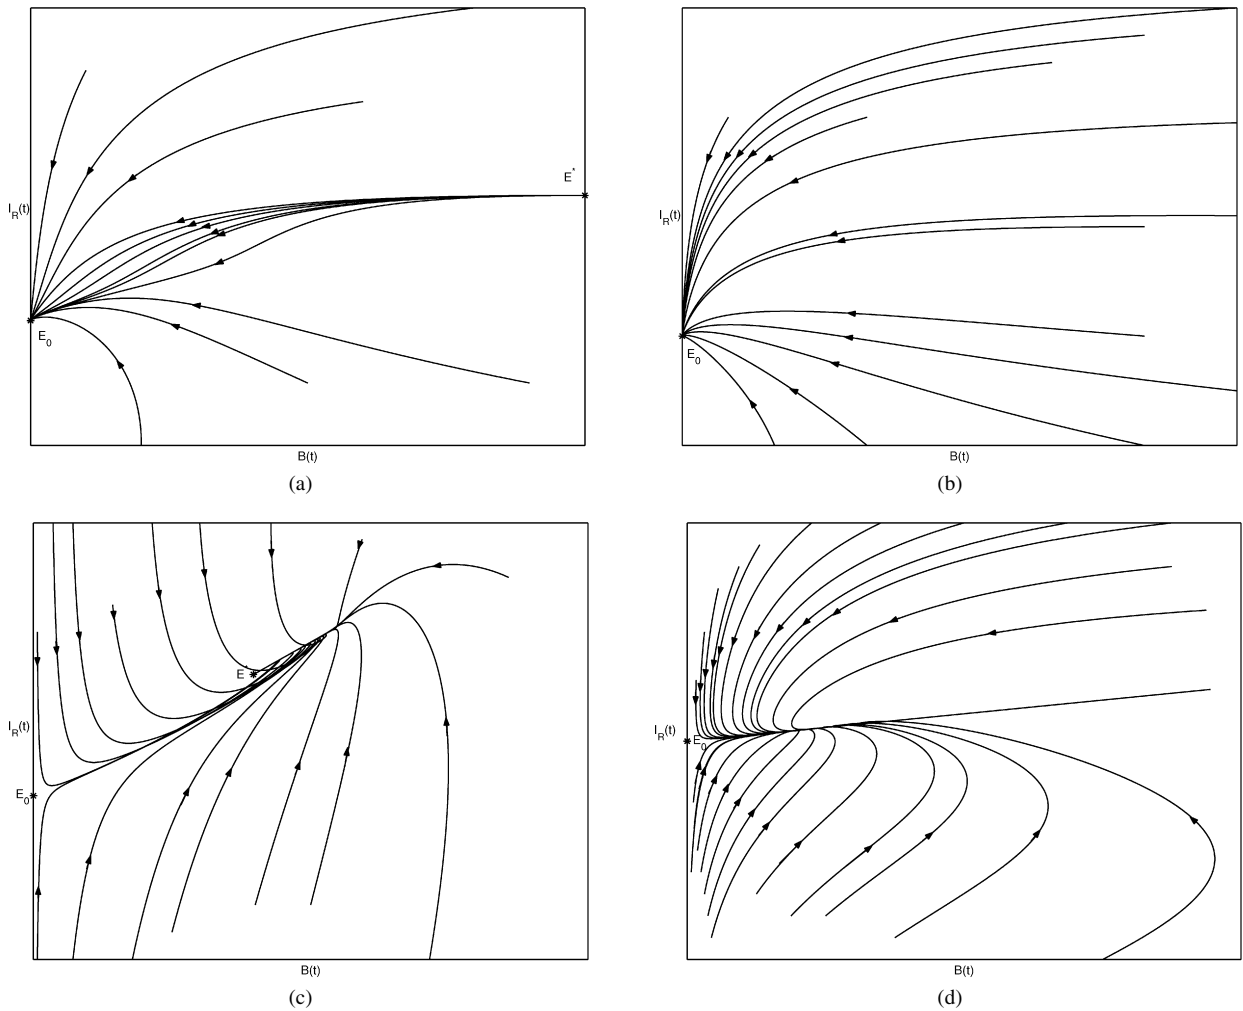 E*
I_R(t)
E_0
B(t)
(a)
I_R(t)
E_0
B(t)
(b)
E
I_R(t)
E_0
B(t)
(c)
I_R(t)
E_0
B(t)
(d)